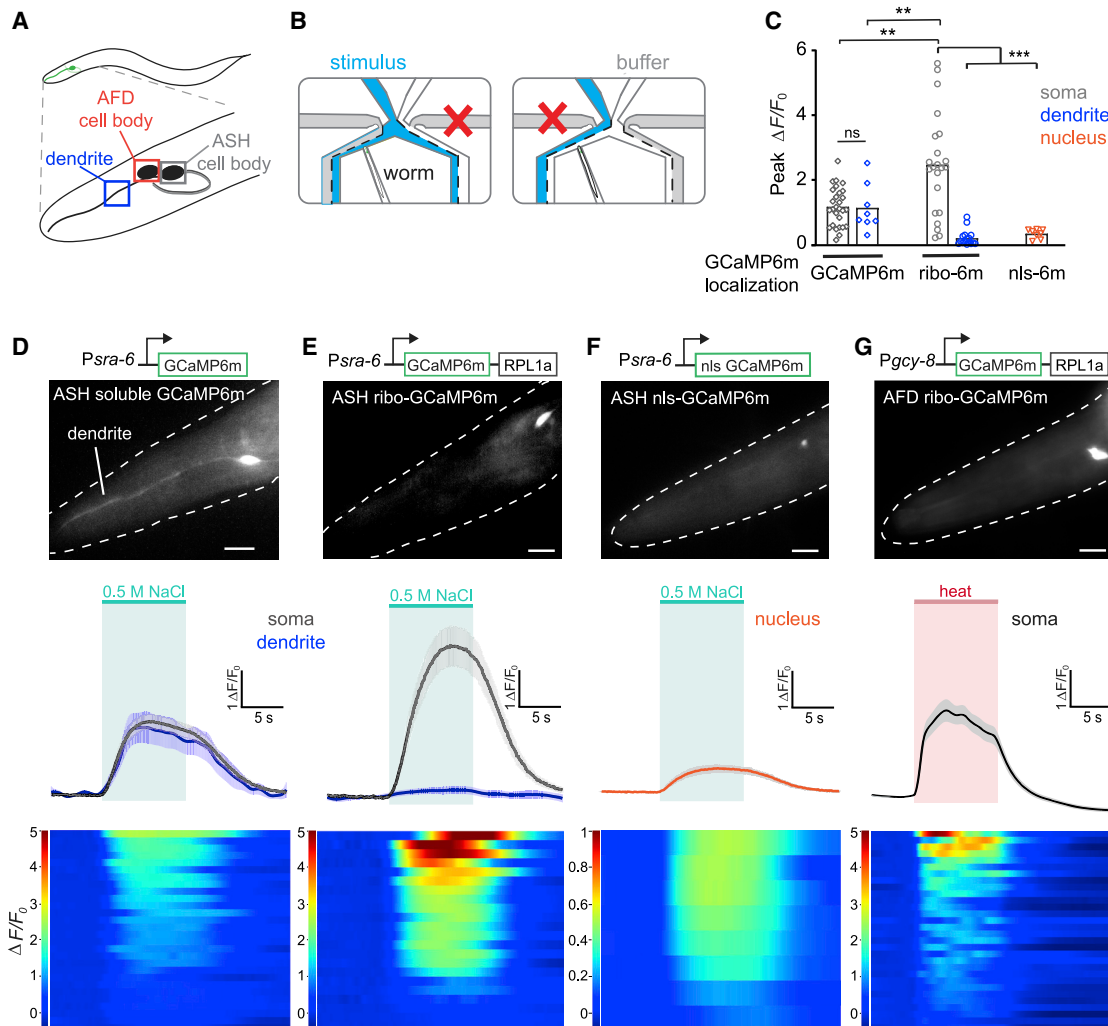 A
AFD
cell body
dendrite
ASH
cell body
B
stimulus
buffer
worm
C
**
**
***
ns
6
4
2
0
Peak ΔF/F0
soma
dendrite
nucleus
GCaMP6m
localization
GCaMP6m
ribo-6m
nls-6m
D
Psra-6
GCaMP6m
ASH soluble GCaMP6m
dendrite
0.5 M NaCl
soma
dendrite
1 ΔF/F0
5 s
E
Psra-6
GCaMP6m
RPL1a
ASH ribo-GCaMP6m
0.5 M NaCl
1 ΔF/F0
5 s
F
Psra-6
nls GCaMP6m
ASH nls-GCaMP6m
0.5 M NaCl
nucleus
1 ΔF/F0
5 s
G
Pgcy-8
GCaMP6m
RPL1a
AFD ribo-GCaMP6m
heat
soma
1 ΔF/F0
5 s
ΔF/F0
5
4
3
2
1
0
5
4
3
2
1
0
1
0.8
0.6
0.4
0.2
0
5
4
3
2
1
0